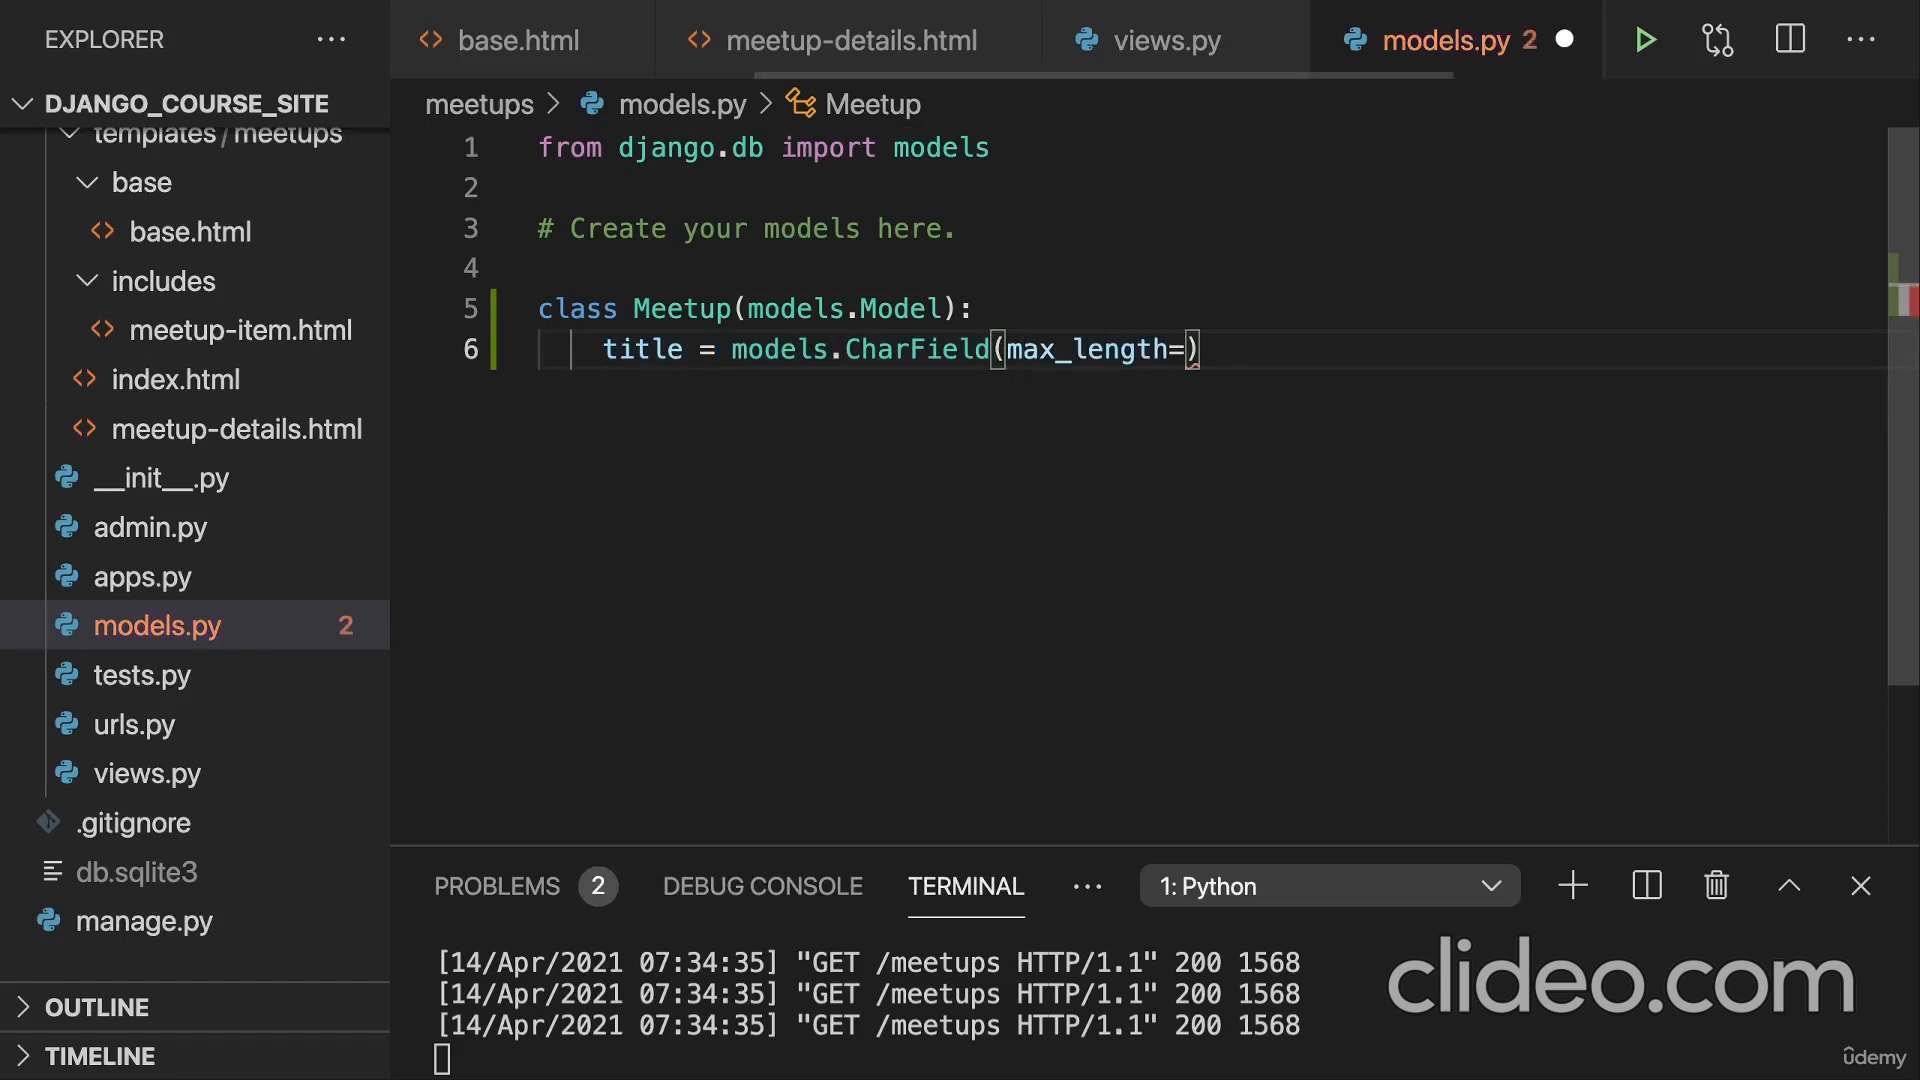 EXPLORER
DJANGO_COURSE_SITE
templates/meetups
base
base.html
includes
meetup-item.html
index.html
meetup-details.html
__init__.py
admin.py
apps.py
models.py 2
tests.py
urls.py
views.py
.gitignore
db.sqlite3
manage.py
OUTLINE
TIMELINE
base.html meetup-details.html views.py models.py 2
meetups > models.py > Meetup
1 from django.db import models
2
3 # Create your models here.
4
5 class Meetup(models.Model):
6 title = models.CharField(max_length=)
PROBLEMS 2 DEBUG CONSOLE TERMINAL ··· 1: Python
[14/Apr/2021 07:34:35] "GET /meetups HTTP/1.1" 200 1568
[14/Apr/2021 07:34:35] "GET /meetups HTTP/1.1" 200 1568
[14/Apr/2021 07:34:35] "GET /meetups HTTP/1.1" 200 1568
clideo.com
ûdemy